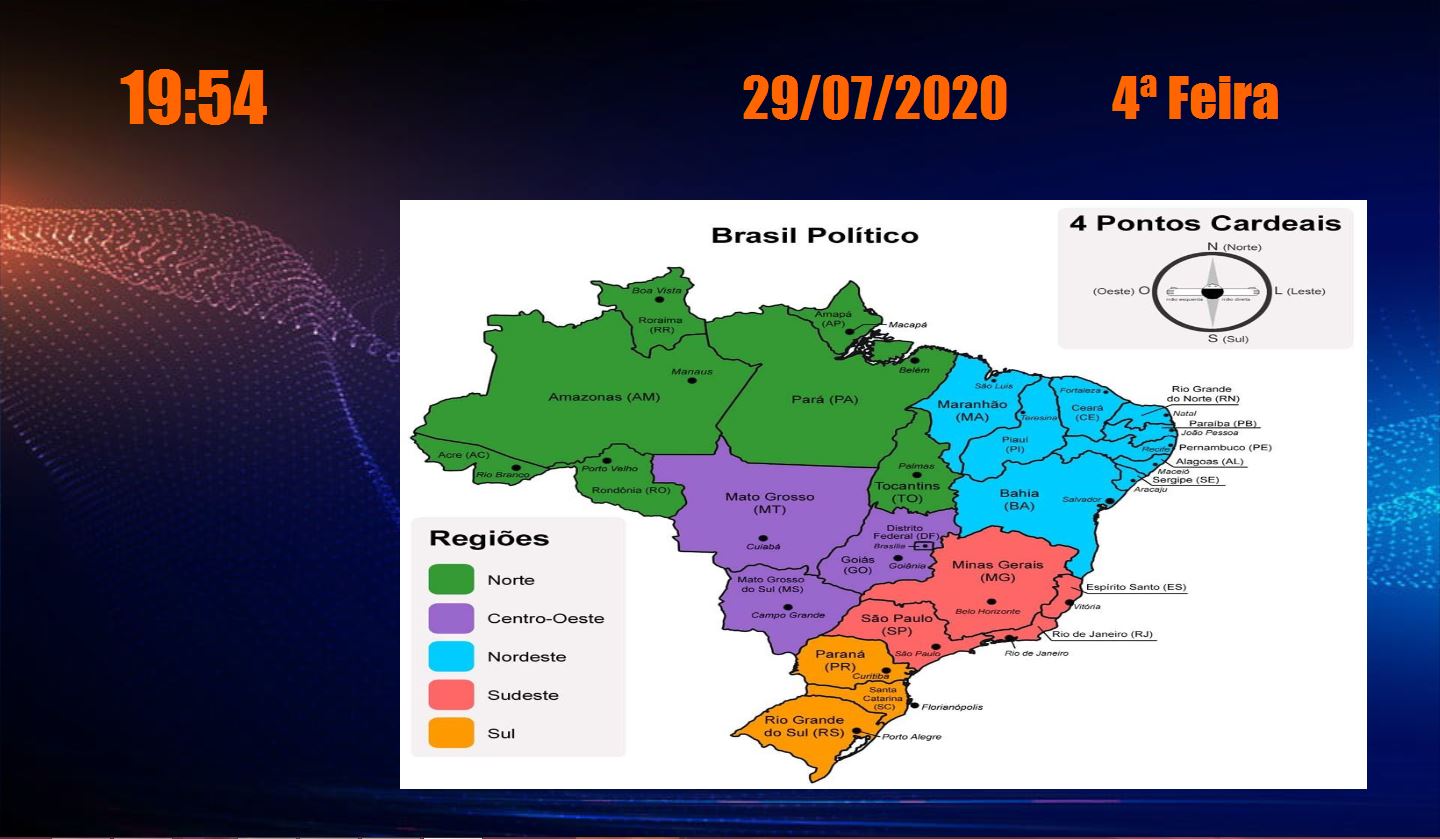 19:54
29/07/2020
4ª Feira
Brasil Político
4 Pontos Cardeais
N (Norte)
(Oeste) O
L (Leste)
mão esquerda
mão direita
S (Sul)
Boa Vista
Roraima
(RR)
Amapá
(AP)
Macapá
Manaus
Belém
Amazonas (AM)
Pará (PA)
São Luis
Maranhão
(MA)
Teresina
Fortaleza
Ceará
(CE)
Rio Grande
do Norte (RN)
Natal
Paraíba (PB)
João Pessoa
Piauí
(PI)
Recife
Pernambuco (PE)
Alagoas (AL)
Maceió
Sergipe (SE)
Aracaju
Acre (AC)
Rio Branco
Porto Velho
Rondônia (RO)
Palmas
Tocantins
(TO)
Mato Grosso
(MT)
Cuiabá
Bahia
(BA)
Salvador
Distrito
Federal (DF)
Brasília
Goiás
(GO)
Goiânia
Minas Gerais
(MG)
Belo Horizonte
Espírito Santo (ES)
Vitória
Mato Grosso
do Sul (MS)
Campo Grande
São Paulo
(SP)
São Paulo
Rio de Janeiro (RJ)
Rio de Janeiro
Paraná
(PR)
Curitiba
Santa
Catarina
(SC)
Florianópolis
Rio Grande
do Sul (RS)
Porto Alegre
Regiões
Norte
Centro-Oeste
Nordeste
Sudeste
Sul